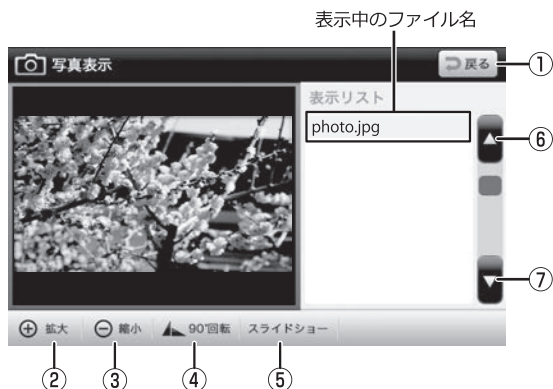 表示中のファイル名
写真表示
戻る
①
表示リスト
photo.jpg
⑥
⑦
拡大
縮小
90°回転
スライドショー
②
③
④
⑤